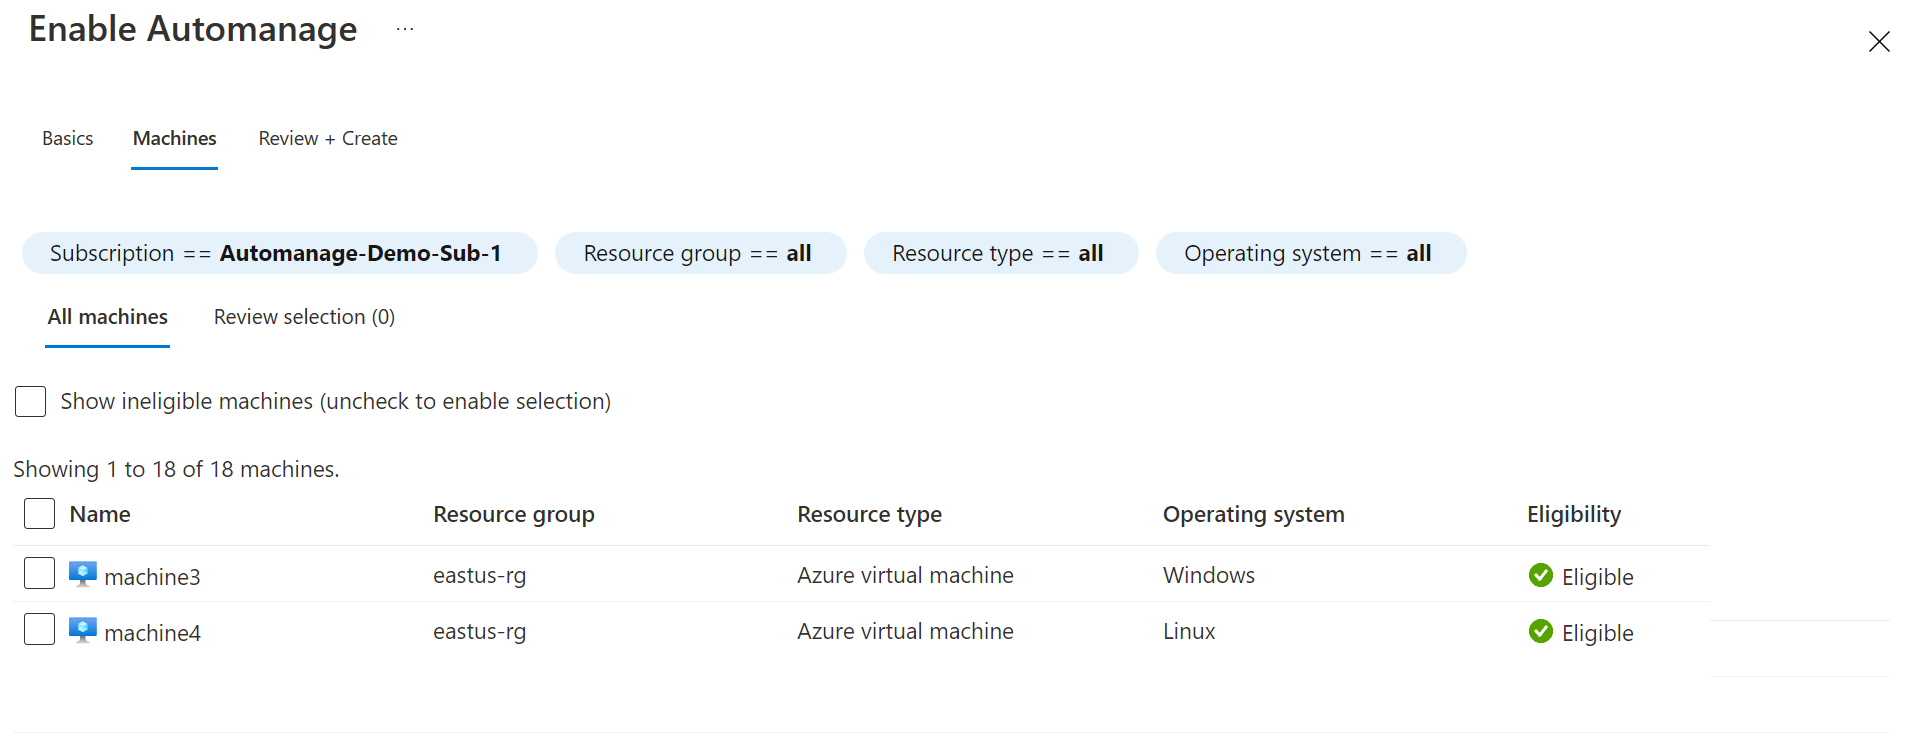 Enable Automanage ...
Basics Machines Review + Create
Subscription == Automanage-Demo-Sub-1 Resource group == all Resource type == all Operating system == all
All machines Review selection (0)
Show ineligible machines (uncheck to enable selection)
Showing 1 to 18 of 18 machines.
Name Resource group Resource type Operating system Eligibility
machine3 eastus-rg Azure virtual machine Windows Eligible
machine4 eastus-rg Azure virtual machine Linux Eligible